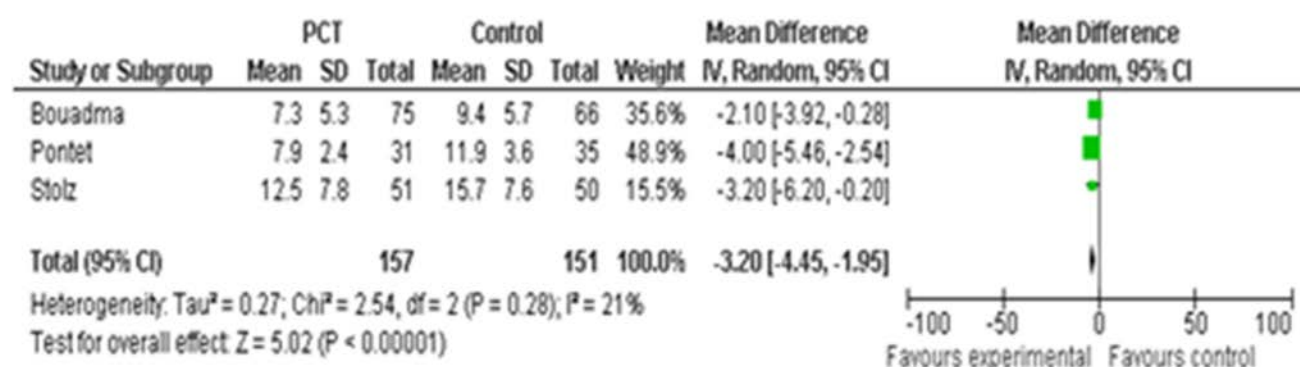 PCT Control Mean Difference Mean Difference
Study or Subgroup Mean SD Total Mean SD Total Weight IV, Random, 95% CI IV, Random, 95% CI
Bouadma 7.3 5.3 75 9.4 5.7 66 35.6% -2.10 [-3.92, -0.28]
Pontet 7.9 2.4 31 11.9 3.6 35 48.9% -4.00 [-5.46, -2.54]
Stolz 12.5 7.8 51 15.7 7.6 50 15.5% -3.20 [-6.20, -0.20]
Total (95% CI) 157 151 100.0% -3.20 [-4.45, -1.95]
Heterogeneity: Tau² = 0.27; Chi² = 2.54, df = 2 (P = 0.28); I² = 21%
Test for overall effect: Z = 5.02 (P < 0.00001)
-100 -50 0 50 100
Favours experimental Favours control